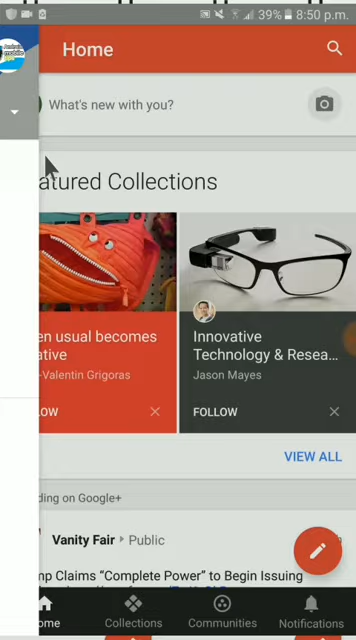 39% 8:50 p.m.
Home
What's new with you?
atured Collections
en usual becomes
ative
-Valentin Grigoras
LOW
Innovative
Technology & Resea...
Jason Mayes
FOLLOW
VIEW ALL
ding on Google+
Vanity Fair Public
mp Claims “Complete Power” to Begin Issuing
ome
Collections
Communities
Notifications